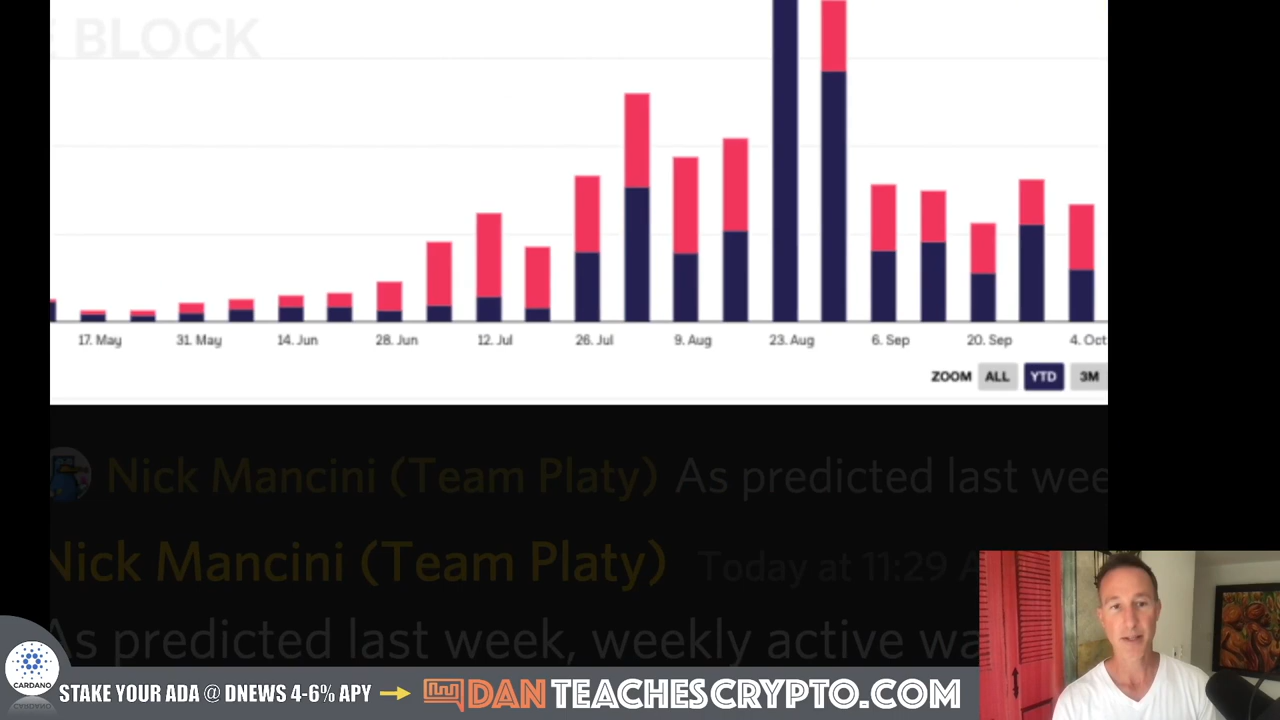 BLOCK
17. May 31. May 14. Jun 28. Jun 12. Jul 26. Jul 9. Aug 23. Aug 6. Sep 20. Sep 4. Oct
ZOOM ALL YTD 3M
Nick Mancini (Team Platy) As predicted last wee
Nick Mancini (Team Platy) Today at 11:29 A
As predicted last week, weekly active wa
CARDANO
STAKE YOUR ADA @ DNEWS 4-6% APY
DANTEACHESCRYPTO.COM